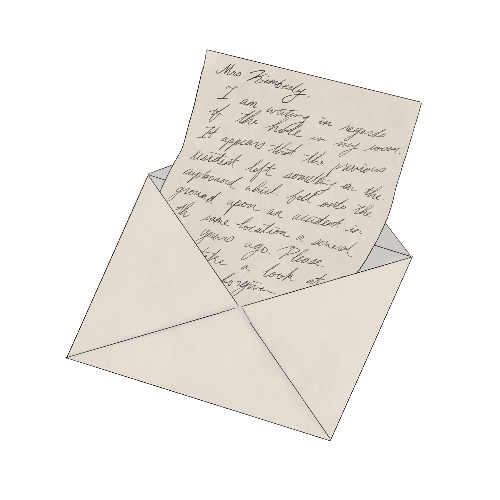 Mrs Kimberly,
I am writing in regards
of the hole in my room.
It appears that the previous
resident left something in the
cupboard which fell onto the
ground upon an accident in
th same location a several
years ago. Please
take a look at
forgive